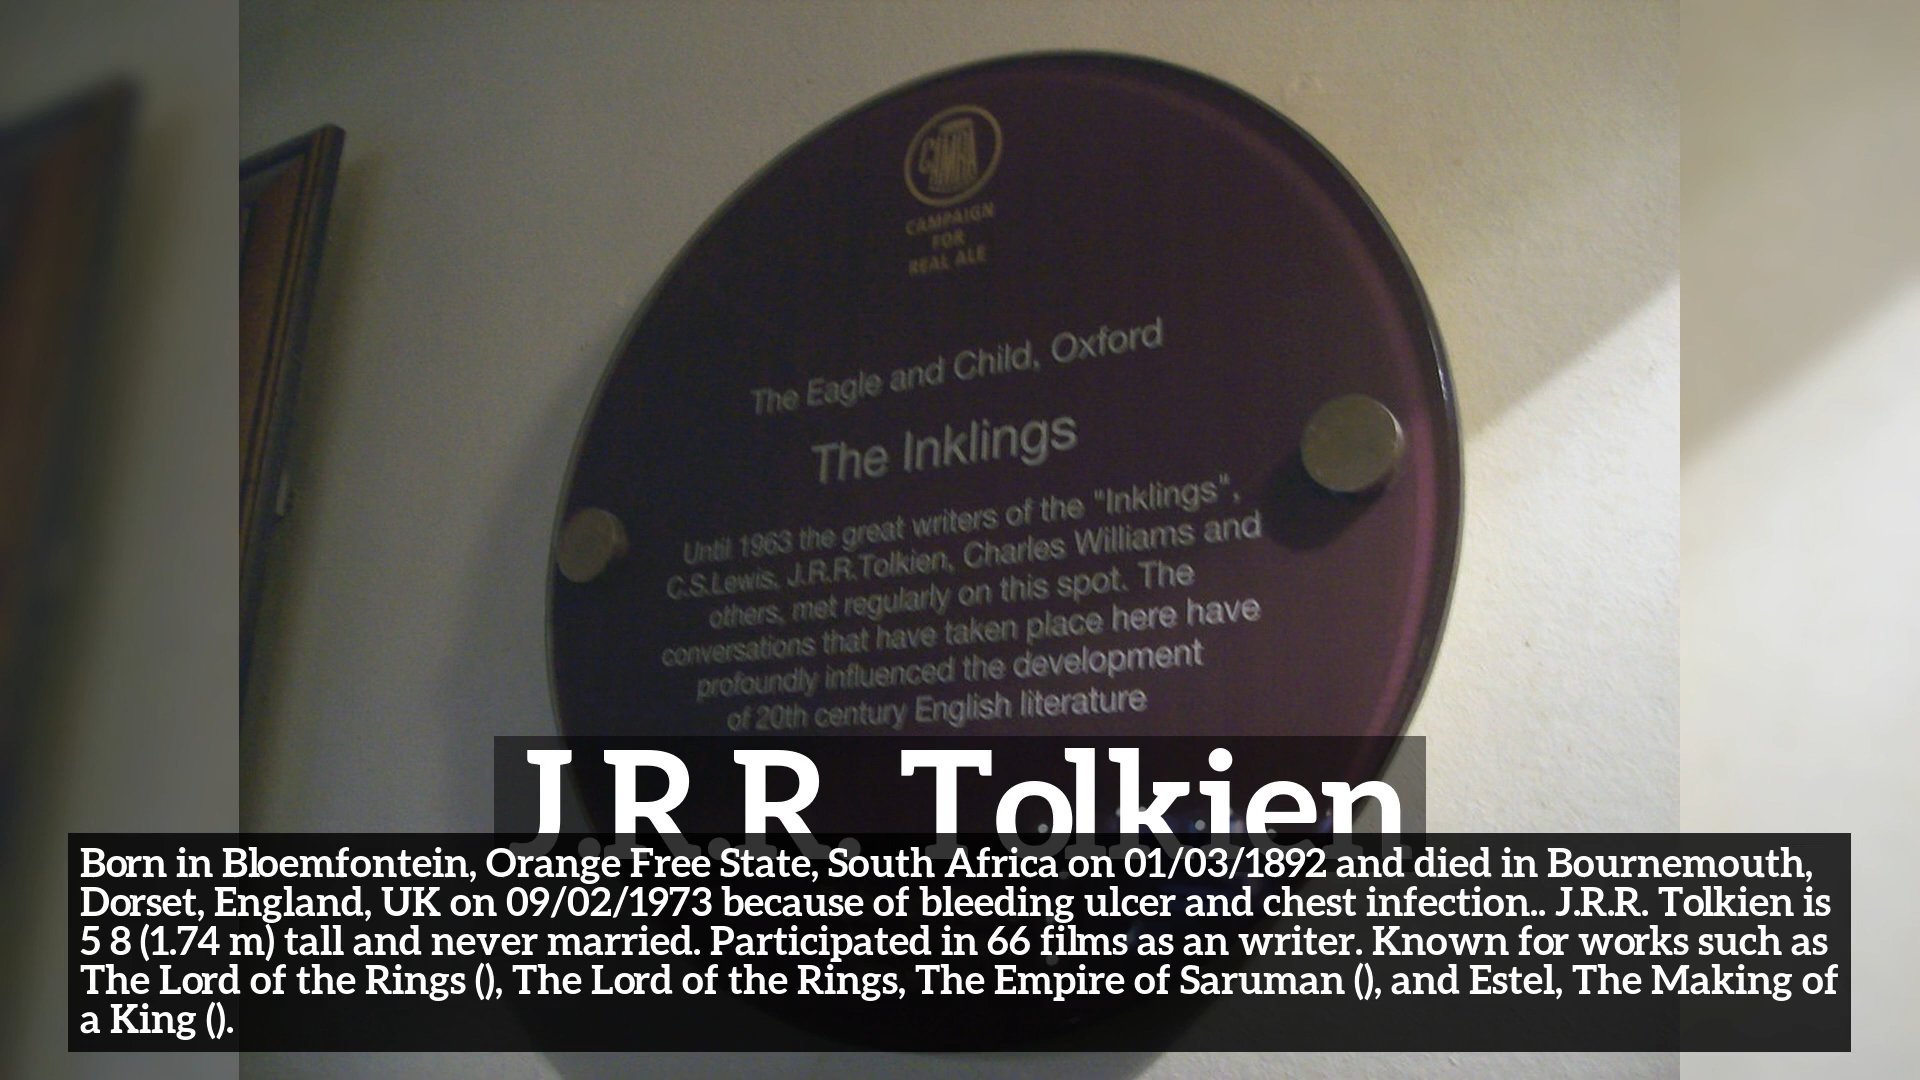 CAMRA
CAMPAIGN
FOR
REAL ALE
The Eagle and Child, Oxford
The Inklings
Until 1963 the great writers of the "Inklings",
C.S.Lewis, J.R.R.Tolkien, Charles Williams and
others, met regularly on this spot. The
conversations that have taken place here have
profoundly influenced the development
of 20th century English literature
J.R.R. Tolkien
Born in Bloemfontein, Orange Free State, South Africa on 01/03/1892 and died in Bournemouth,
Dorset, England, UK on 09/02/1973 because of bleeding ulcer and chest infection.. J.R.R. Tolkien is
5 8 (1.74 m) tall and never married. Participated in 66 films as an writer. Known for works such as
The Lord of the Rings (), The Lord of the Rings, The Empire of Saruman (), and Estel, The Making of
a King ().